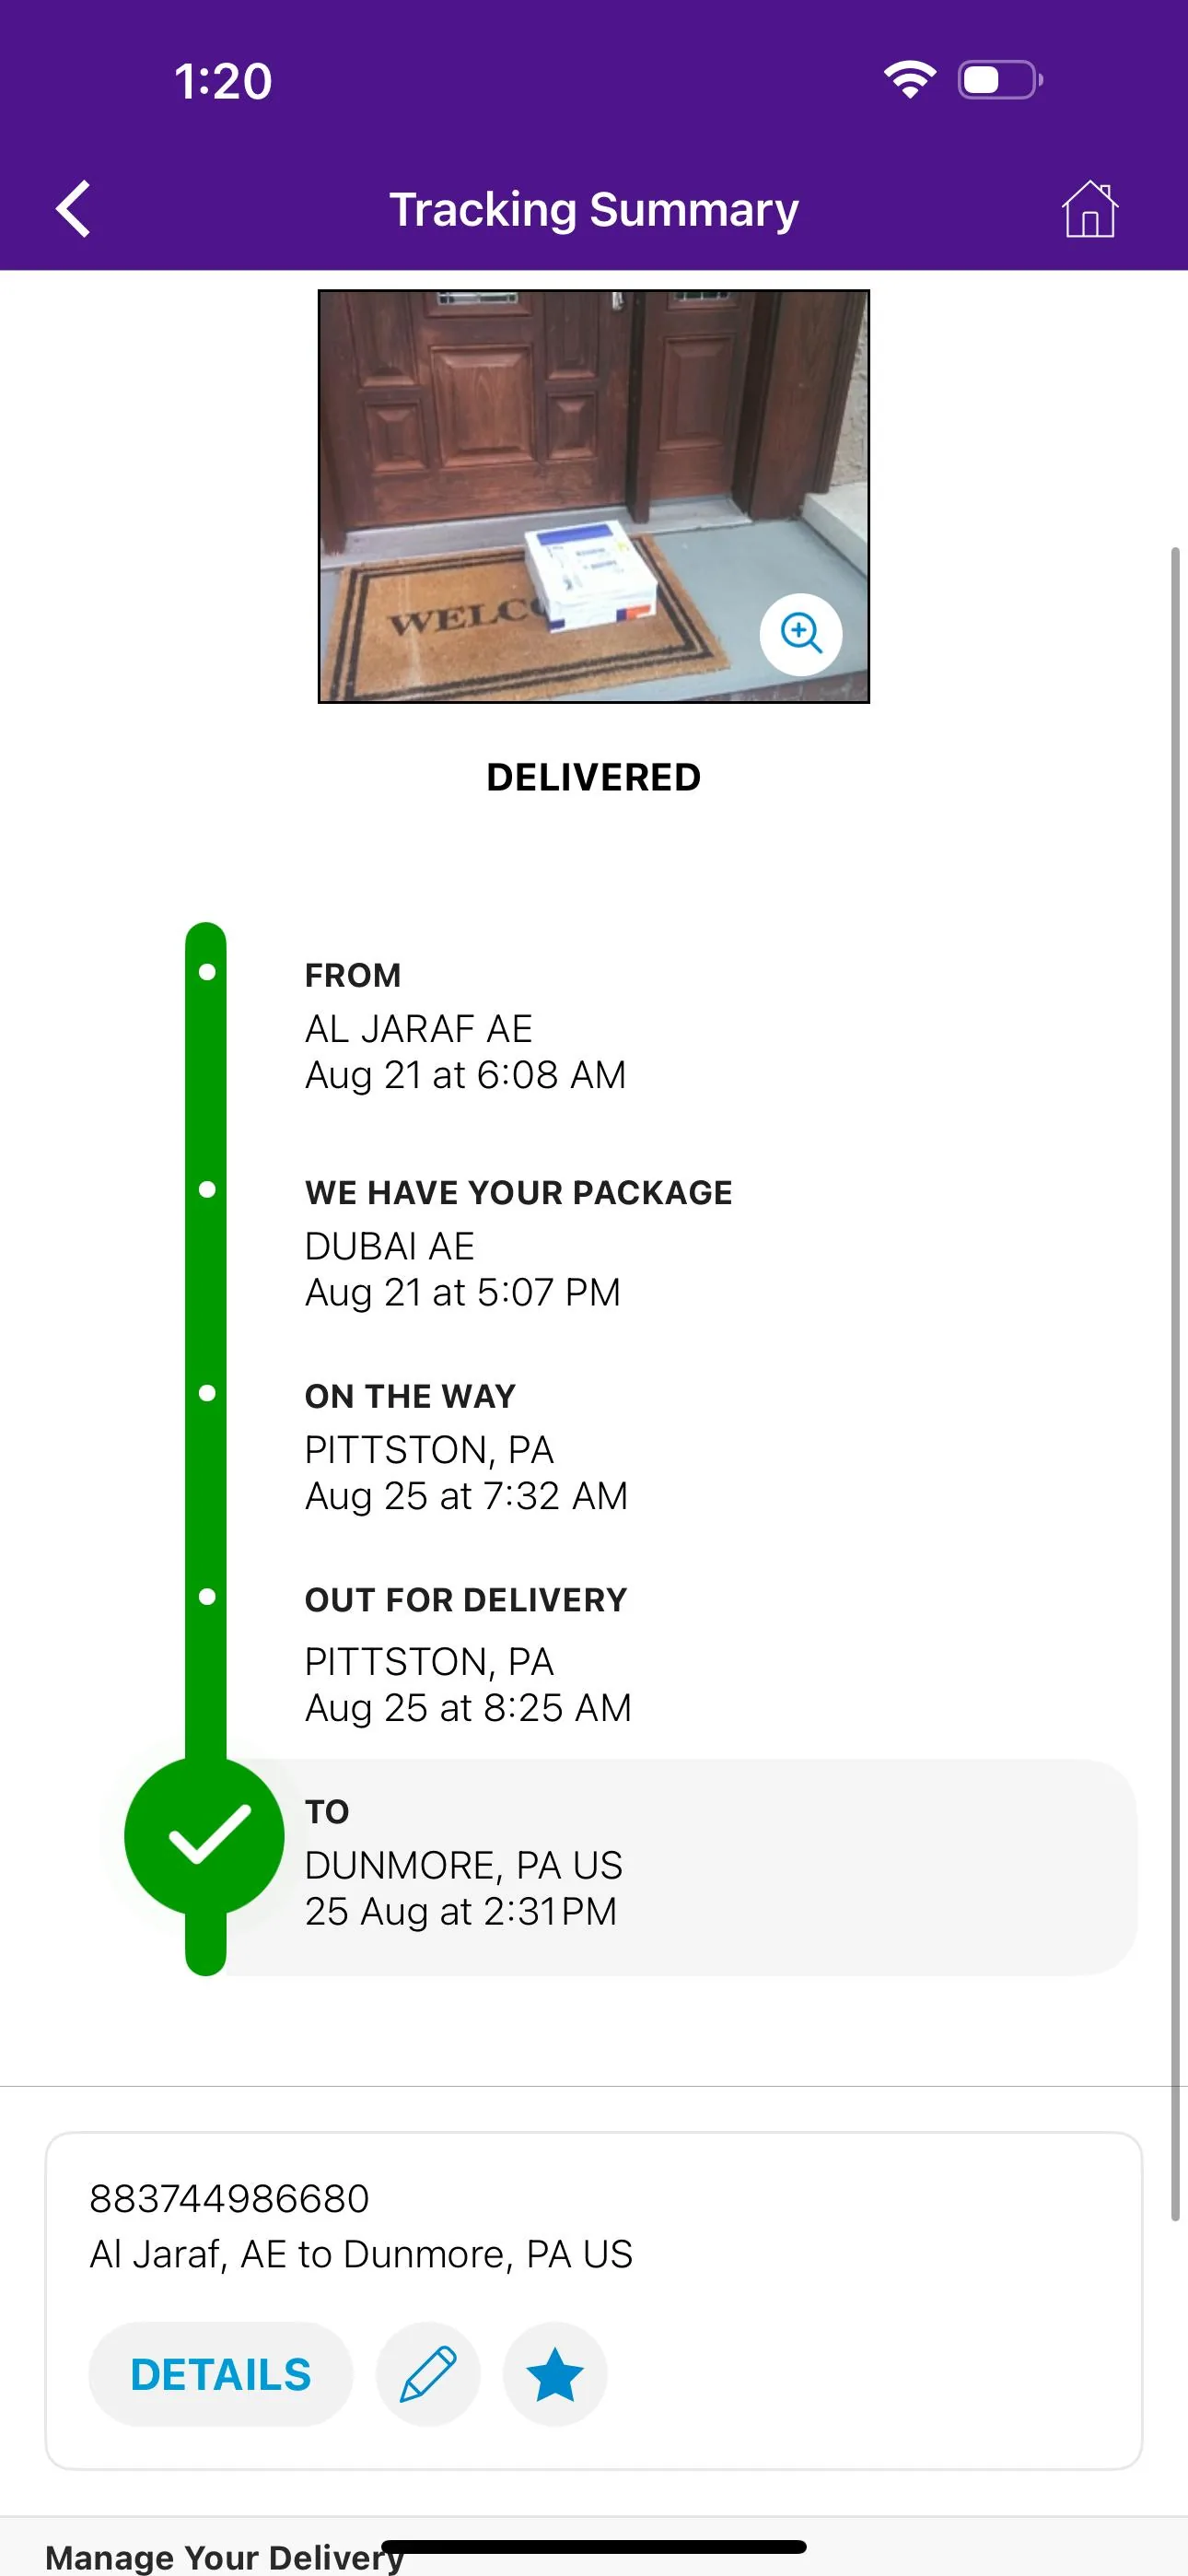 1:20
Tracking Summary
WELCO
DELIVERED
FROM
AL JARAF AE
Aug 21 at 6:08 AM
WE HAVE YOUR PACKAGE
DUBAI AE
Aug 21 at 5:07 PM
ON THE WAY
PITTSTON, PA
Aug 25 at 7:32 AM
OUT FOR DELIVERY
PITTSTON, PA
Aug 25 at 8:25 AM
TO
DUNMORE, PA US
25 Aug at 2:31PM
883744986680
Al Jaraf, AE to Dunmore, PA US
DETAILS
Manage Your Delivery